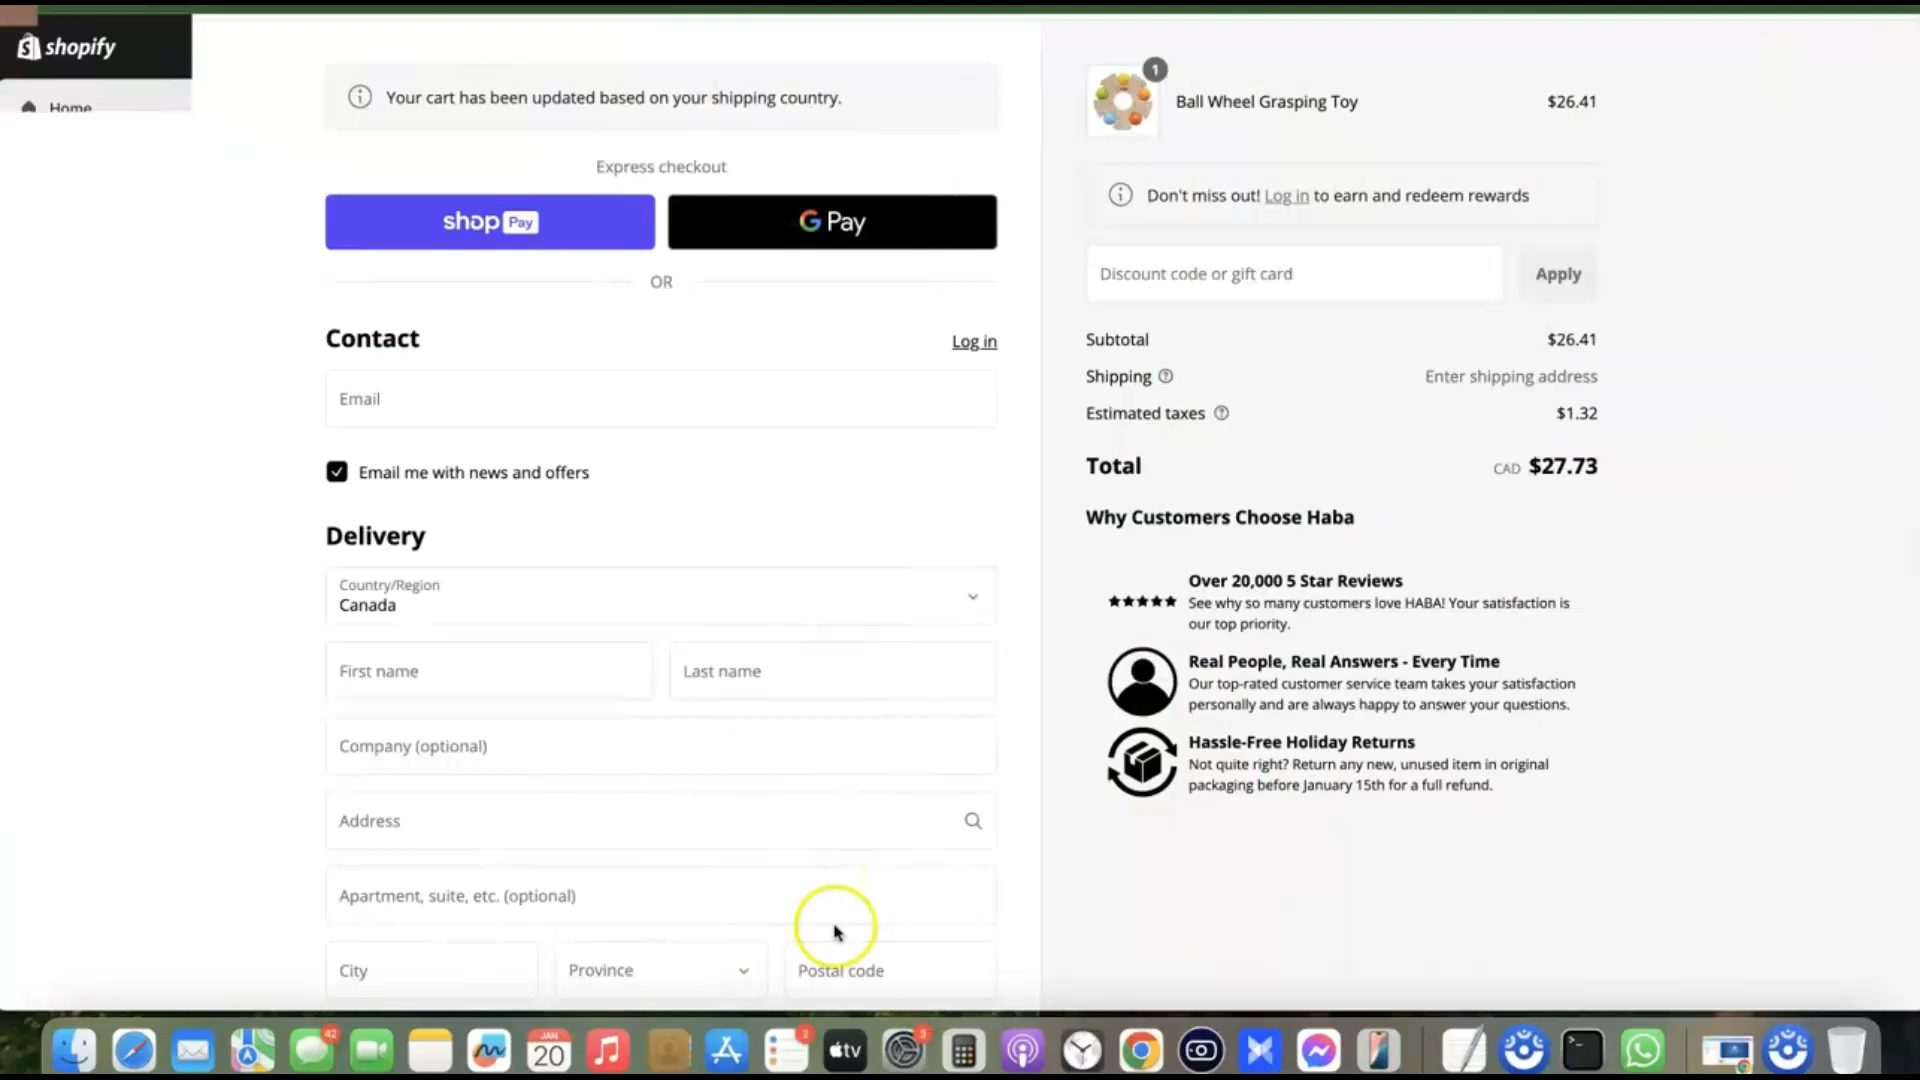 shopify
Home
Your cart has been updated based on your shipping country.
Express checkout
shop Pay
G Pay
OR
Contact
Log in
Email
Email me with news and offers
Delivery
Country/Region
Canada
First name
Last name
Company (optional)
Address
Apartment, suite, etc. (optional)
City
Province
Postal code
1
Ball Wheel Grasping Toy
$26.41
Don't miss out! Log in to earn and redeem rewards
Discount code or gift card
Apply
Subtotal
$26.41
Shipping
Enter shipping address
Estimated taxes
$1.32
Total
CAD $27.73
Why Customers Choose Haba
Over 20,000 5 Star Reviews
See why so many customers love HABA! Your satisfaction is
our top priority.
Real People, Real Answers - Every Time
Our top-rated customer service team takes your satisfaction
personally and are always happy to answer your questions.
Hassle-Free Holiday Returns
Not quite right? Return any new, unused item in original
packaging before January 15th for a full refund.
42
JAN
20
2
tv
3